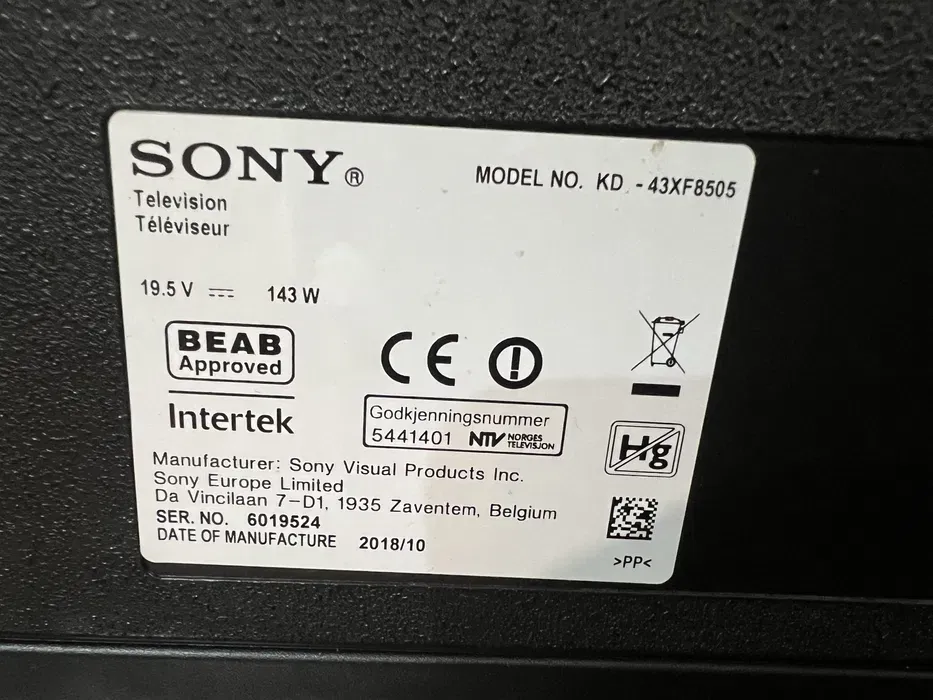 SONY®
MODEL NO. KD - 43XF8505
Television
Téléviseur
19.5 V ⎓ 143 W
BEAB
Approved
Intertek
CE
Godkjenningsnummer
5441401 NTV NORGES
TELEVISJON
Hg
Manufacturer: Sony Visual Products Inc.
Sony Europe Limited
Da Vincilaan 7-D1, 1935 Zaventem, Belgium
SER. NO. 6019524
DATE OF MANUFACTURE 2018/10
>PP<